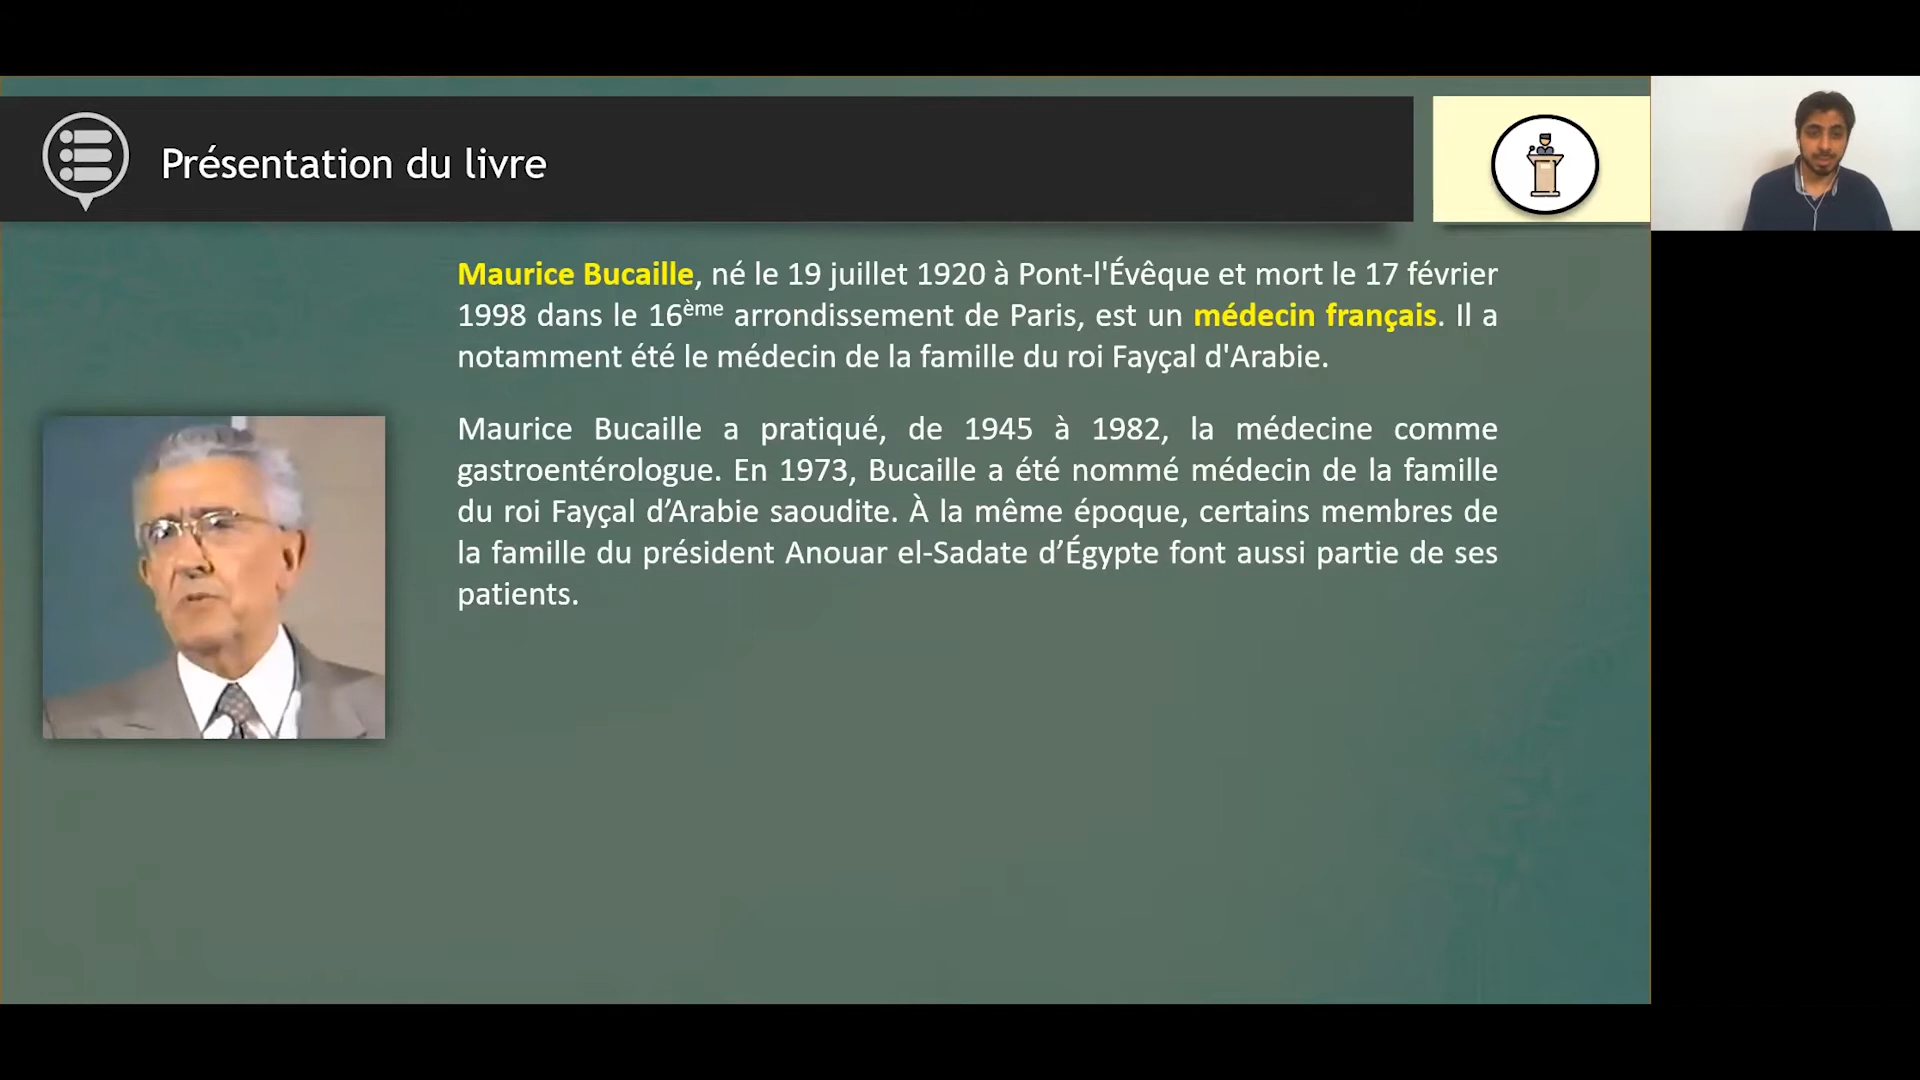 Présentation du livre
Maurice Bucaille, né le 19 juillet 1920 à Pont-l'Évêque et mort le 17 février
1998 dans le 16ème arrondissement de Paris, est un médecin français. Il a
notamment été le médecin de la famille du roi Fayçal d'Arabie.
Maurice Bucaille a pratiqué, de 1945 à 1982, la médecine comme
gastroentérologue. En 1973, Bucaille a été nommé médecin de la famille
du roi Fayçal d’Arabie saoudite. À la même époque, certains membres de
la famille du président Anouar el-Sadate d’Égypte font aussi partie de ses
patients.